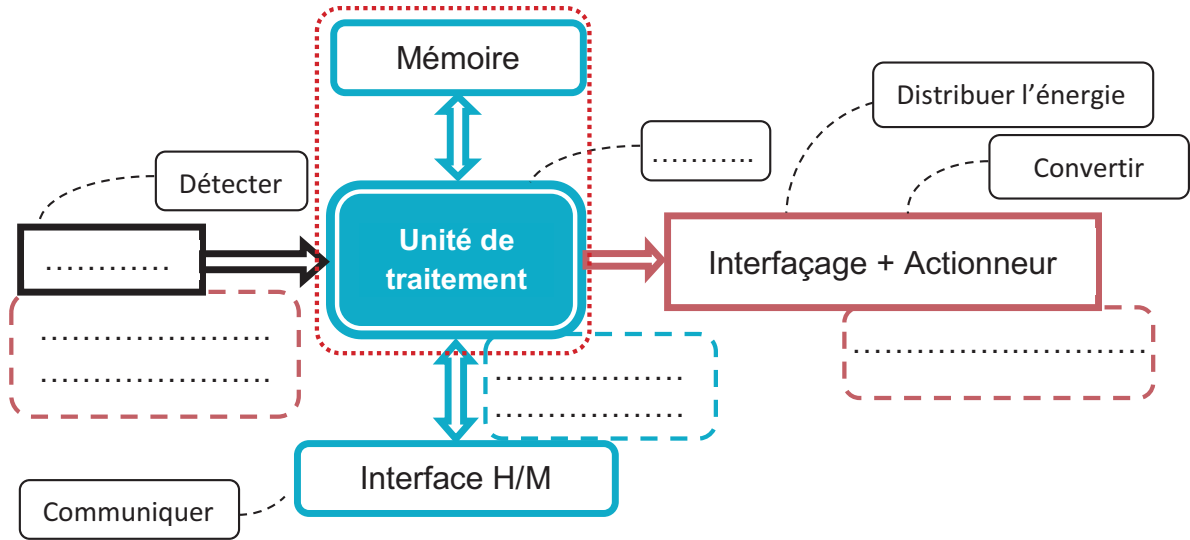 Mémoire
Distribuer l'énergie
...........
Convertir
Détecter
............
Unité de
traitement
Interfaçage + Actionneur
.......................
.......................
...................
...................
.............................
Interface H/M
Communiquer